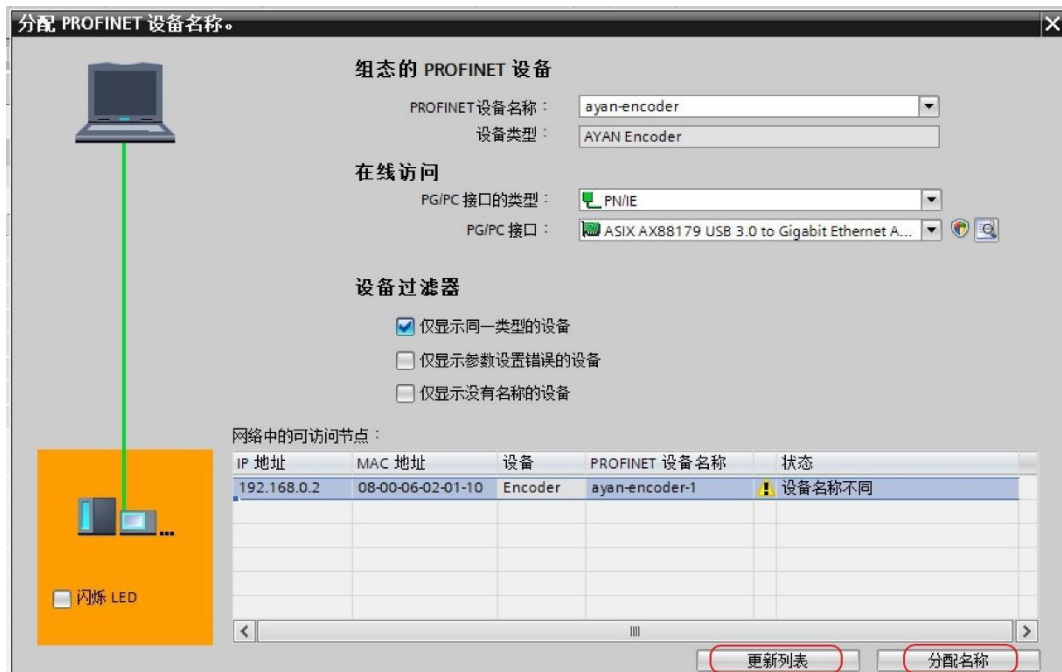 分配 PROFINET 设备名称。
组态的 PROFINET 设备
PROFINET设备名称： ayan-encoder
设备类型： AYAN Encoder
在线访问
PG/PC 接口的类型： PN/IE
PG/PC 接口： ASIX AX88179 USB 3.0 to Gigabit Ethernet A...
设备过滤器
仅显示同一类型的设备
仅显示参数设置错误的设备
仅显示没有名称的设备
网络中的可访问节点：
IP 地址 MAC 地址 设备 PROFINET 设备名称 状态
192.168.0.2 08-00-06-02-01-10 Encoder ayan-encoder-1 设备名称不同
闪烁 LED
更新列表 分配名称